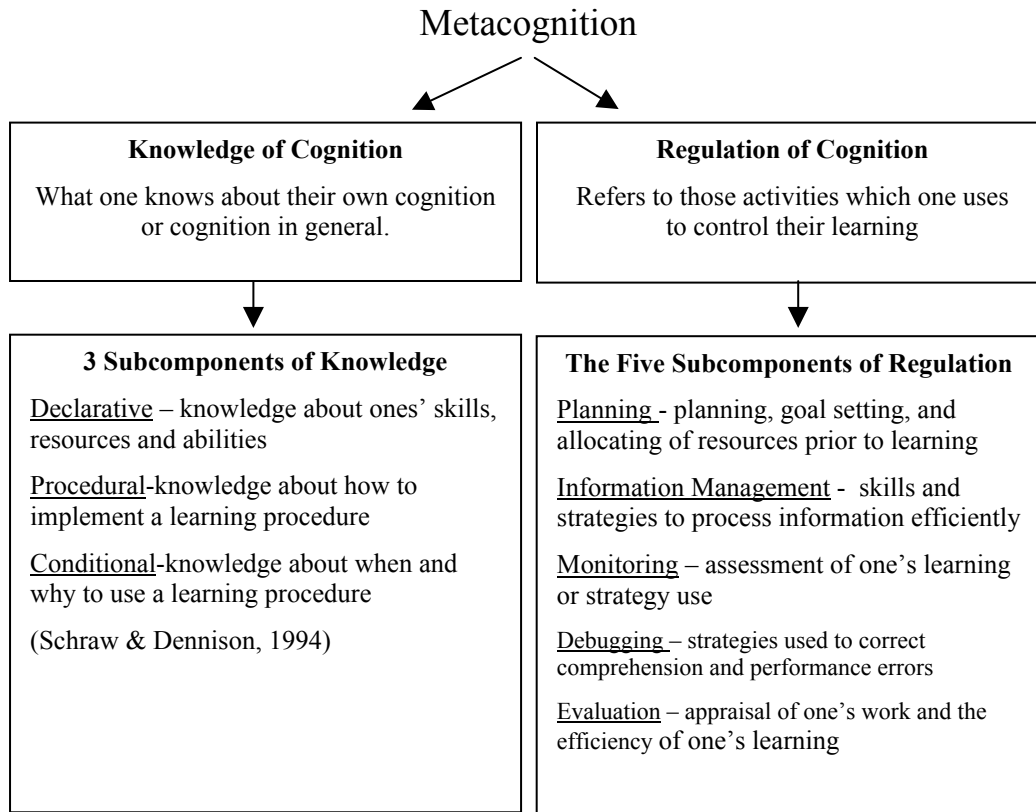 Metacognition
Knowledge of Cognition
What one knows about their own cognition
or cognition in general.
Regulation of Cognition
Refers to those activities which one uses
to control their learning
3 Subcomponents of Knowledge
Declarative – knowledge about ones’ skills,
resources and abilities
Procedural-knowledge about how to
implement a learning procedure
Conditional-knowledge about when and
why to use a learning procedure
(Schraw & Dennison, 1994)
The Five Subcomponents of Regulation
Planning - planning, goal setting, and
allocating of resources prior to learning
Information Management - skills and
strategies to process information efficiently
Monitoring – assessment of one’s learning
or strategy use
Debugging – strategies used to correct
comprehension and performance errors
Evaluation – appraisal of one’s work and the
efficiency of one’s learning